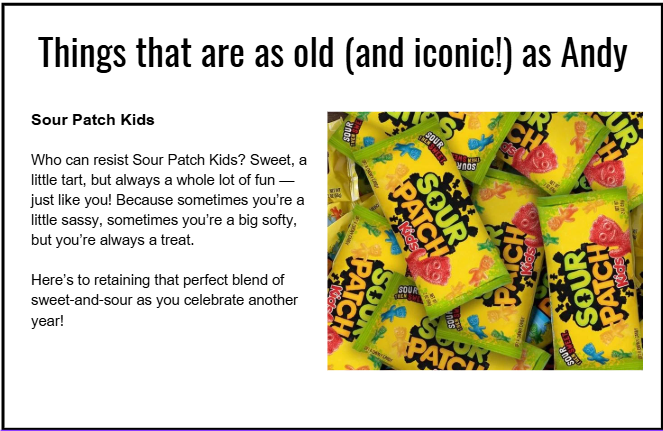 Things that are as old (and iconic!) as Andy
Sour Patch Kids
Who can resist Sour Patch Kids? Sweet, a
little tart, but always a whole lot of fun —
just like you! Because sometimes you’re a
little sassy, sometimes you’re a big softy,
but you’re always a treat.
Here’s to retaining that perfect blend of
sweet-and-sour as you celebrate another
year!
SOUR
PATCH
Kids
SOUR
PATCH
Kids!
PATCH
Kids
SOUR
PATCH
SOUR
PATCH